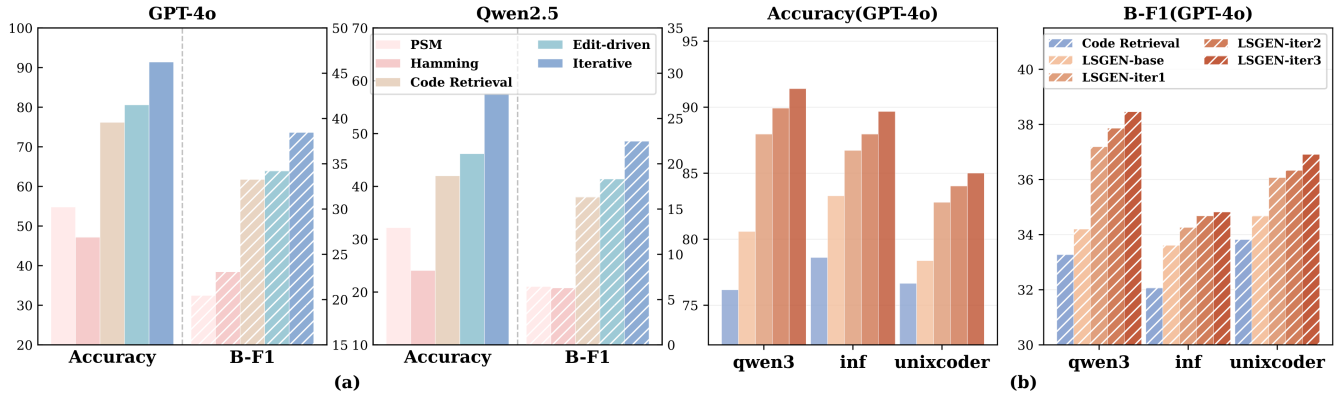 GPT-4o
100
90
80
70
60
50
40
30
20
50
45
40
35
30
25
20
15
Accuracy
B-F1
Qwen2.5
70
60
50
40
30
20
10
35
30
25
20
15
10
5
0
PSM
Hamming
Code Retrieval
Edit-driven
Iterative
Accuracy
B-F1
(a)
Accuracy(GPT-4o)
95
90
85
80
75
qwen3
inf
unixcoder
B-F1(GPT-4o)
40
38
36
34
32
30
Code Retrieval
LSGEN-base
LSGEN-iter1
LSGEN-iter2
LSGEN-iter3
qwen3
inf
unixcoder
(b)